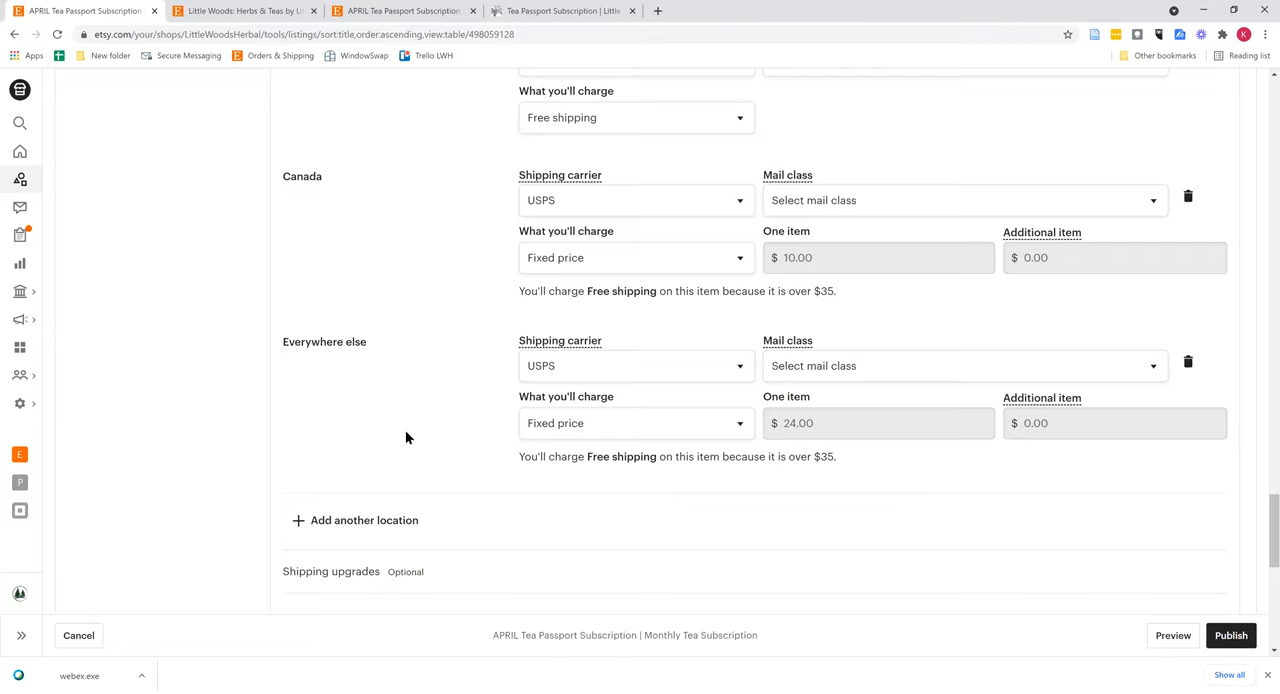 APRIL Tea Passport Subscription
Little Woods: Herbs & Teas by Li
APRIL Tea Passport Subscription
Tea Passport Subscription | Little
etsy.com/your/shops/LittleWoodsHerbal/tools/listings/sort:title,order:ascending,view:table/498059128
K
Apps
New folder
Secure Messaging
Orders & Shipping
WindowSwap
Trello LWH
Other bookmarks
Reading list
What you'll charge
Free shipping
Canada
Shipping carrier
Mail class
USPS
Select mail class
What you'll charge
One item
Additional item
Fixed price
$ 10.00
$ 0.00
You'll charge Free shipping on this item because it is over $35.
Everywhere else
Shipping carrier
Mail class
USPS
Select mail class
What you'll charge
One item
Additional item
Fixed price
$ 24.00
$ 0.00
You'll charge Free shipping on this item because it is over $35.
E
P
Add another location
Shipping upgrades Optional
Cancel
APRIL Tea Passport Subscription | Monthly Tea Subscription
Preview
Publish
webex.exe
Show all